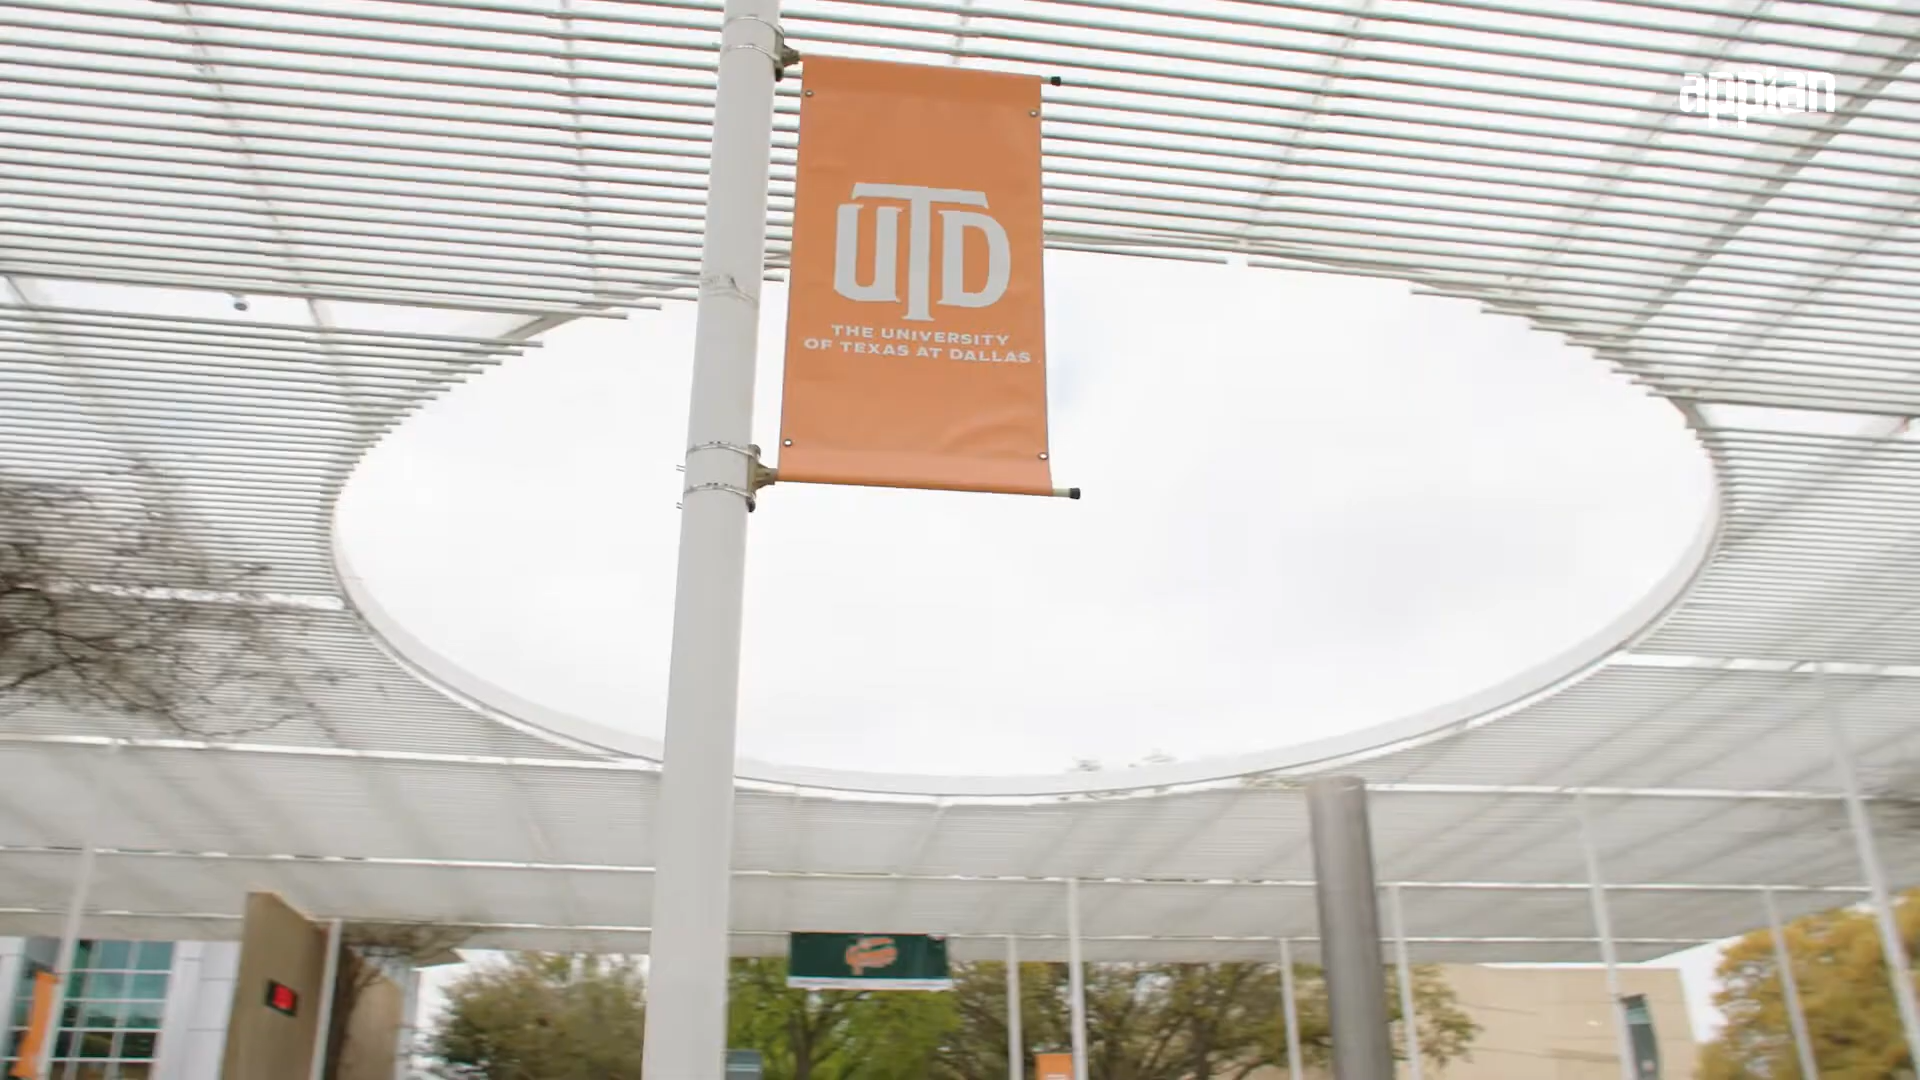 appian
UTD
THE UNIVERSITY
OF TEXAS AT DALLAS